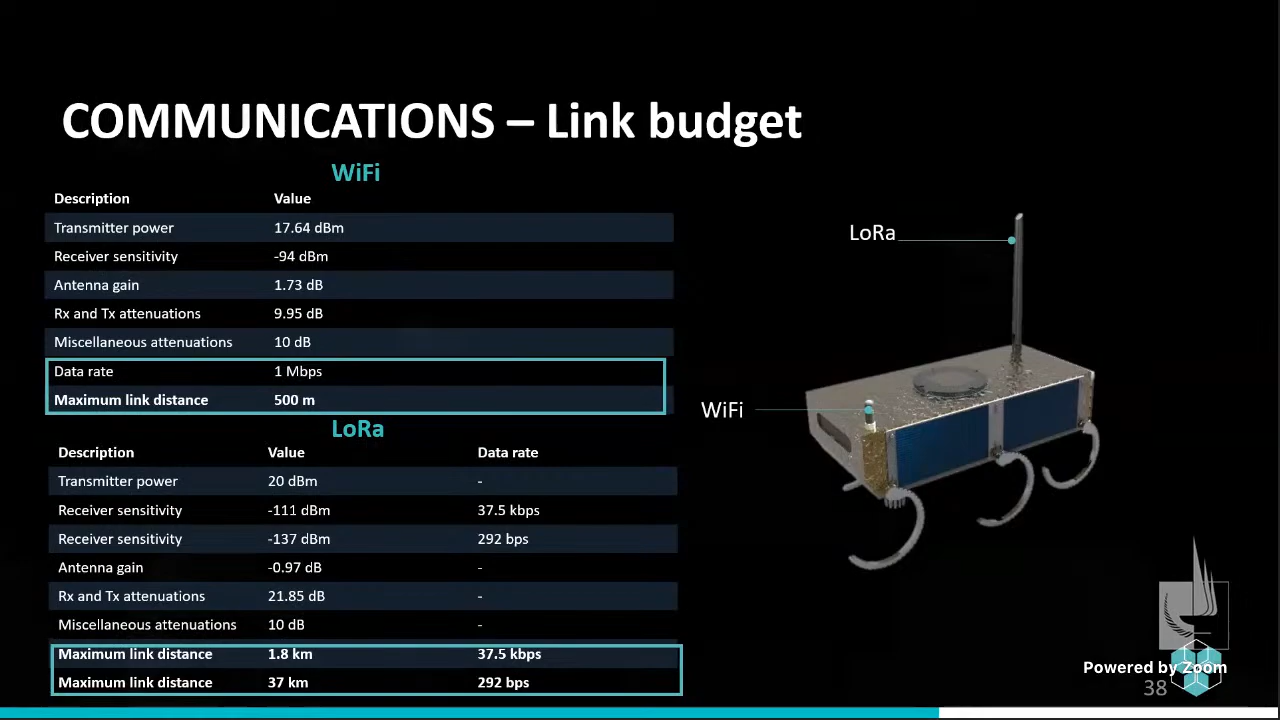 COMMUNICATIONS – Link budget
WiFi
Description Value
Transmitter power 17.64 dBm
Receiver sensitivity -94 dBm
Antenna gain 1.73 dB
Rx and Tx attenuations 9.95 dB
Miscellaneous attenuations 10 dB
Data rate 1 Mbps
Maximum link distance 500 m
LoRa
Description Value Data rate
Transmitter power 20 dBm -
Receiver sensitivity -111 dBm 37.5 kbps
Receiver sensitivity -137 dBm 292 bps
Antenna gain -0.97 dB -
Rx and Tx attenuations 21.85 dB -
Miscellaneous attenuations 10 dB -
Maximum link distance 1.8 km 37.5 kbps
Maximum link distance 37 km 292 bps
LoRa
WiFi
Powered by Zoom
38